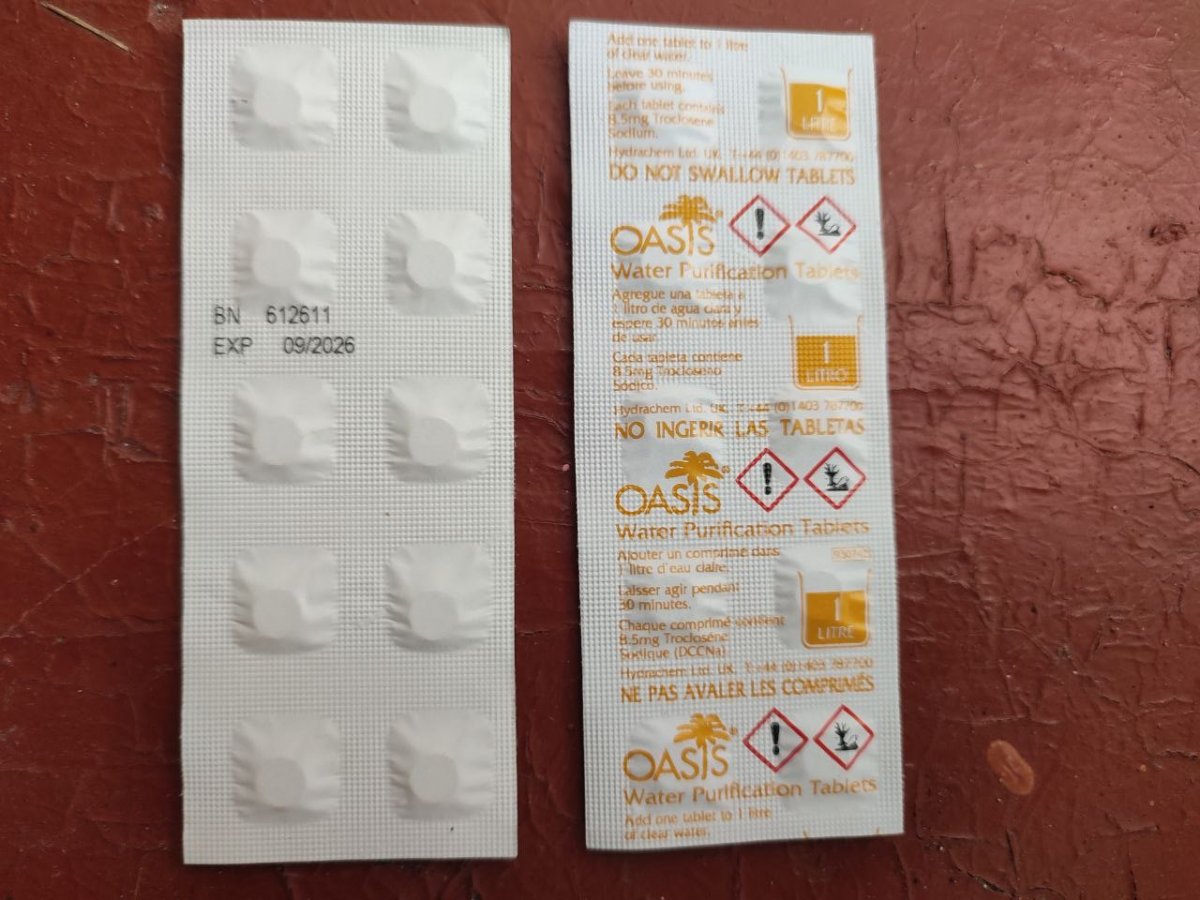 BN 612611
EXP 09/2026
Add one tablet to 1 litre
of clear water.
Leave 30 minutes
before using.
Each tablet contains
8.5mg Troclosene
Sodium.
1
LITRE
Hydrachem Ltd. UK. T:+44 (0)1403 787700
DO NOT SWALLOW TABLETS
OASIS®
Water Purification Tablets
Agregue una tableta a
1 litro de agua clara y
espere 30 minutos antes
de usar.
Cada tableta contiene
8.5mg Trocloseno
Sódico.
1
LITRO
Hydrachem Ltd. UK. T:+44 (0)1403 787700
NO INGERIR LAS TABLETAS
OASIS®
Water Purification Tablets
Ajouter un comprimé dans
1 litre d'eau claire.
Laisser agir pendant
30 minutes.
Chaque comprimé contient
8.5mg Troclosène
Sodique (DCCNa)
1
LITRE
Hydrachem Ltd. UK. T:+44 (0)1403 787700
NE PAS AVALER LES COMPRIMÉS
OASIS®
Water Purification Tablets
Add one tablet to 1 litre
of clear water.